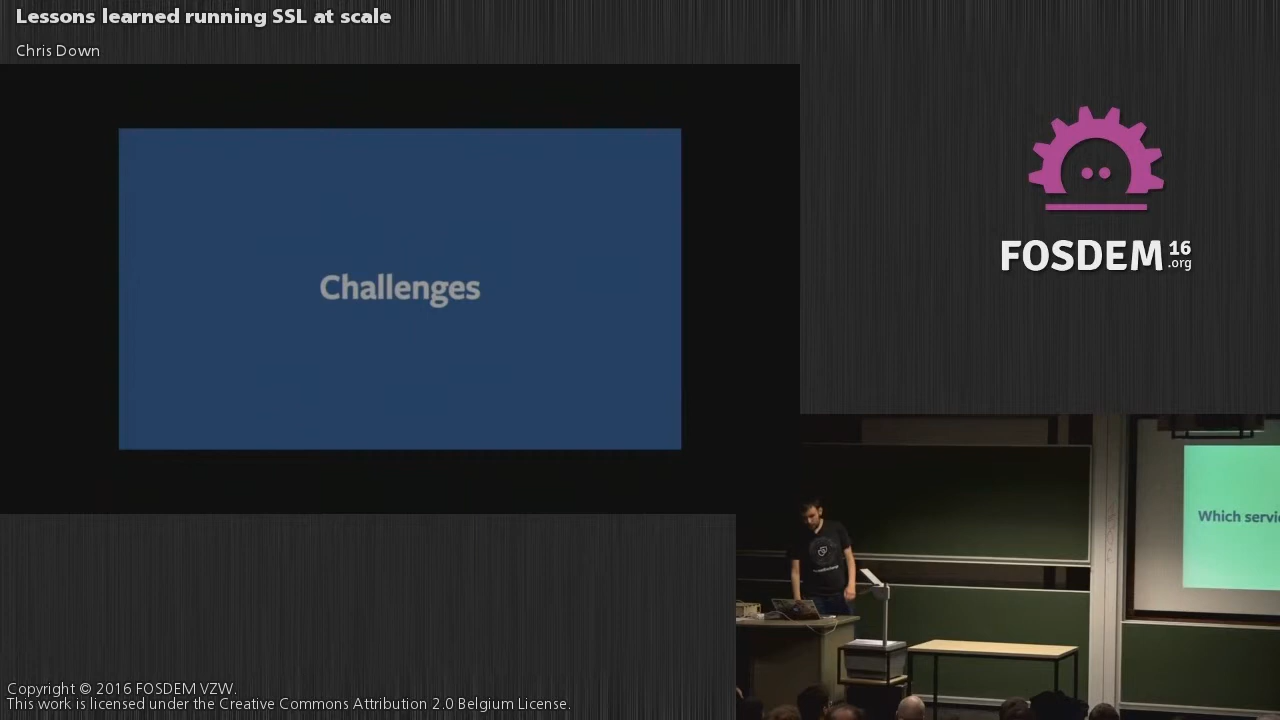 Lessons learned running SSL at scale
Chris Down
Challenges
FOSDEM 16
.org
Which servi
Copyright © 2016 FOSDEM VZW.
This work is licensed under the Creative Commons Attribution 2.0 Belgium License.